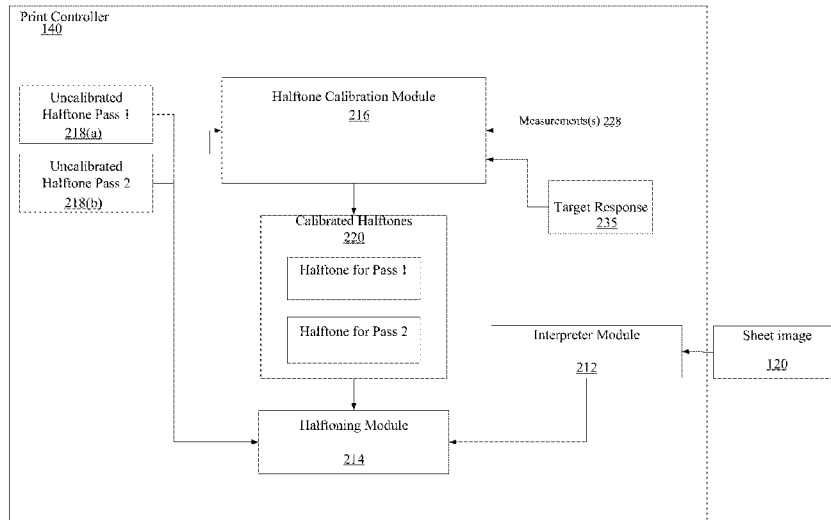 Print Controller
140
Uncalibrated
Halftone Pass 1
218(a)
Uncalibrated
Halftone Pass 2
218(b)
Halftone Calibration Module
216
Measurements(s) 228
Target Response
235
Calibrated Halftones
220
Halftone for Pass 1
Halftone for Pass 2
Interpreter Module
212
Sheet image
120
Halftoning Module
214